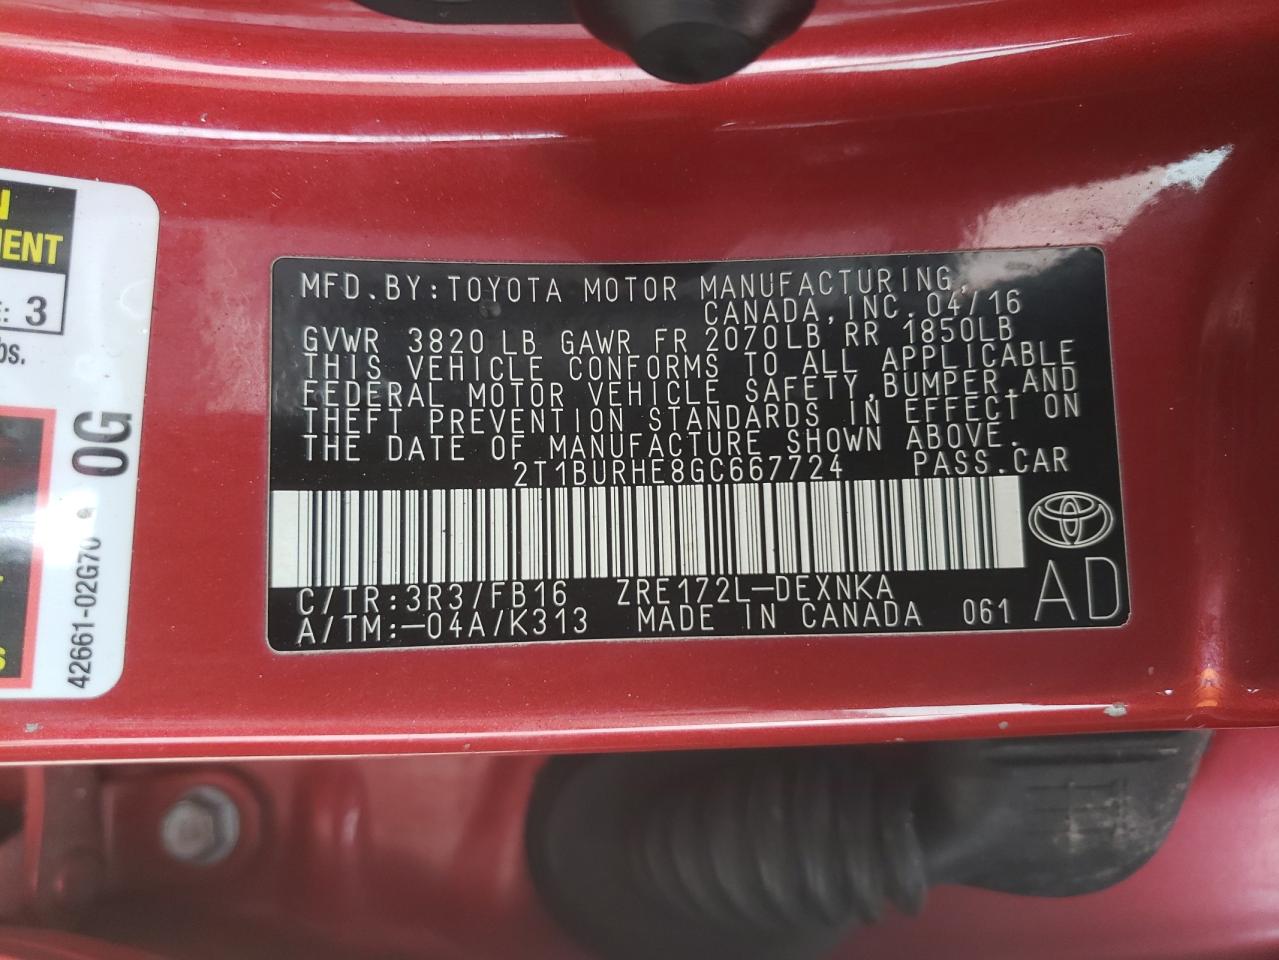 N
MENT
E: 3
bs.
42661-02G70 • 0G
MFD.BY:TOYOTA MOTOR MANUFACTURING,
CANADA,INC.04/16
GVWR 3820 LB GAWR FR 2070LB RR 1850LB
THIS VEHICLE CONFORMS TO ALL APPLICABLE
FEDERAL MOTOR VEHICLE SAFETY,BUMPER,AND
THEFT PREVENTION STANDARDS IN EFFECT ON
THE DATE OF MANUFACTURE SHOWN ABOVE.
2T1BURHE8GC667724 PASS.CAR
C/TR:3R3/FB16 ZRE172L-DEXNKA
A/TM:-04A/K313 MADE IN CANADA 061 AD